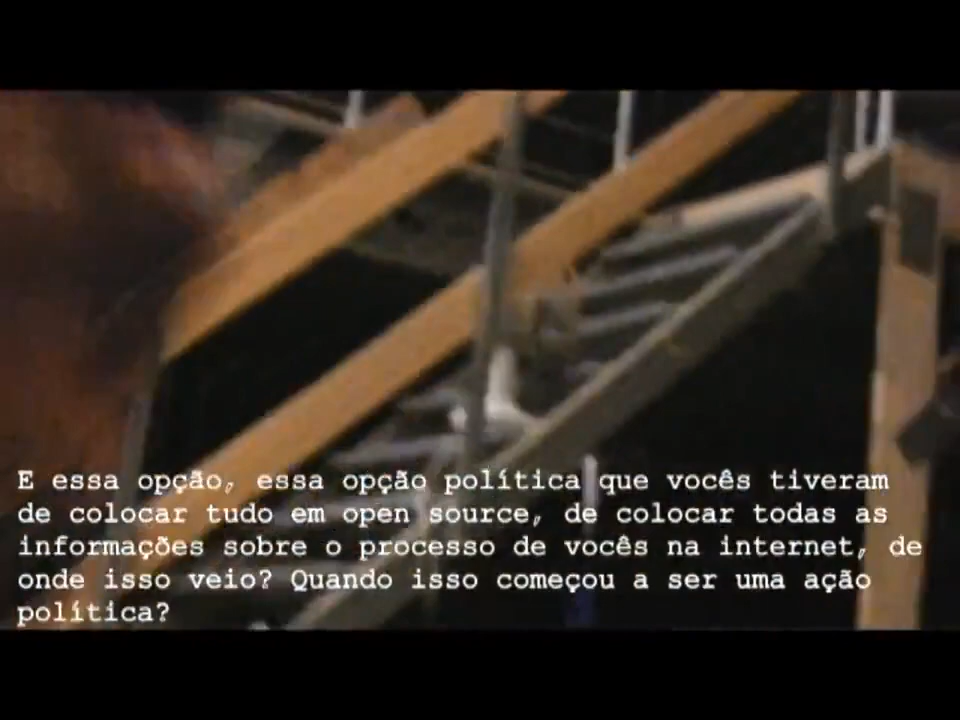 E essa opção, essa opção política que vocês tiveram
de colocar tudo em open source, de colocar todas as
informações sobre o processo de vocês na internet, de
onde isso veio? Quando isso começou a ser uma ação
política?